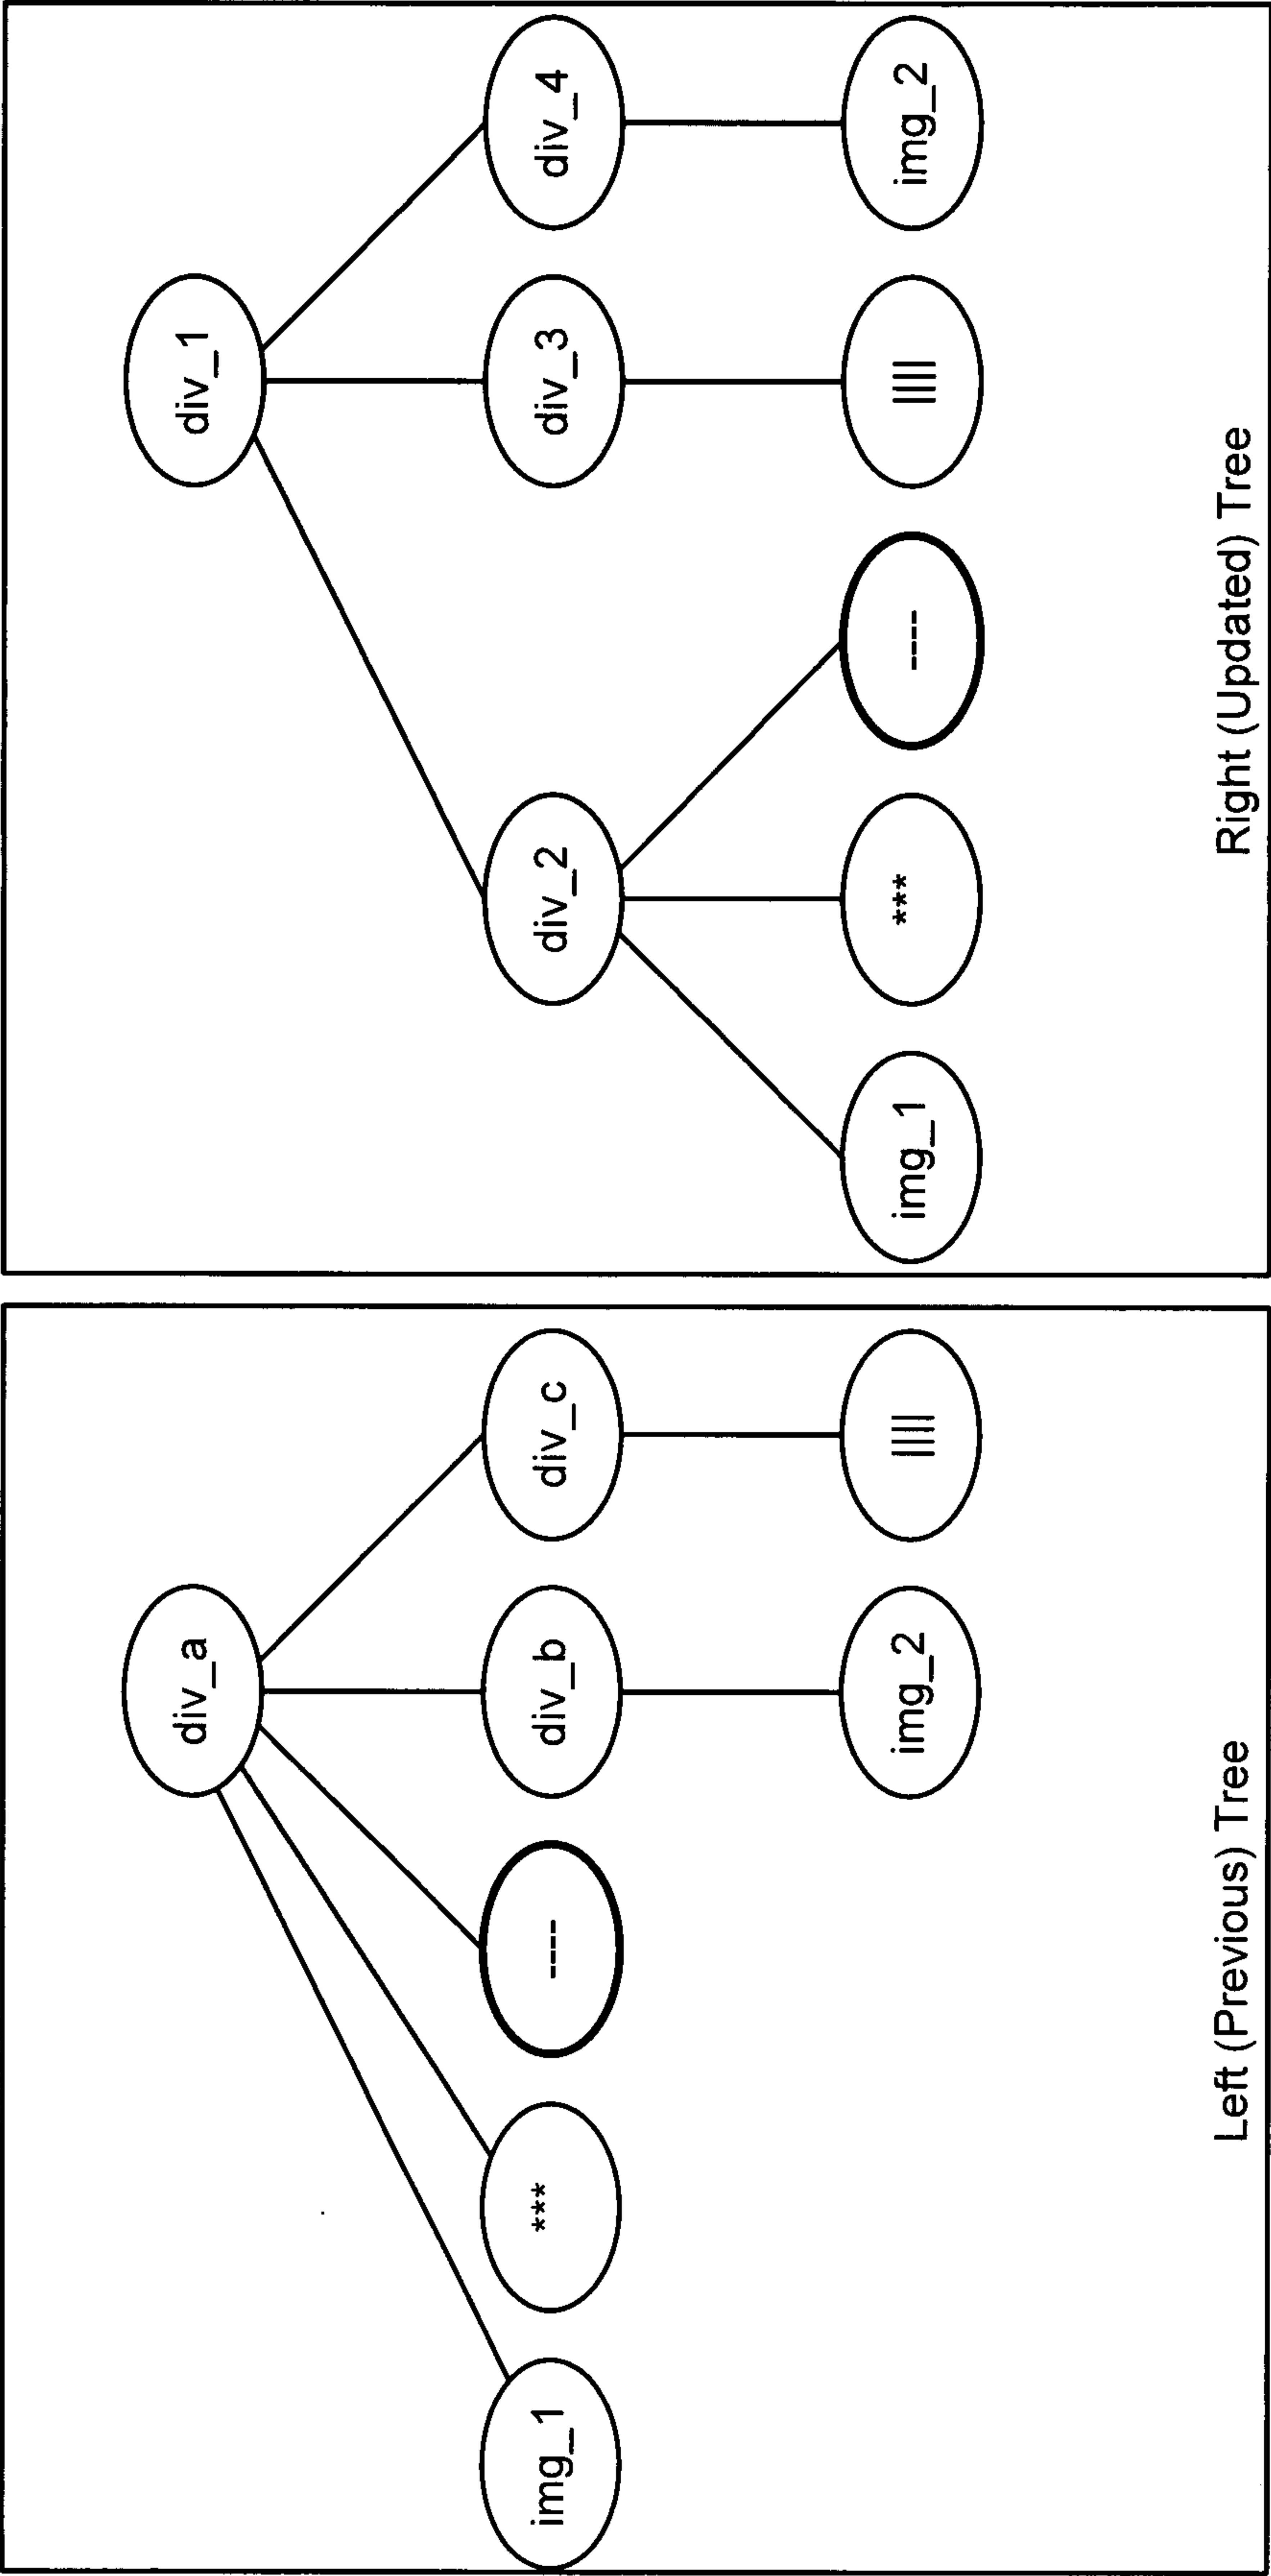 div_a
img_1
***
----
div_b
div_c
img_2
||||
Left (Previous) Tree
div_1
div_2
div_3
div_4
img_1
***
----
|||||
img_2
Right (Updated) Tree